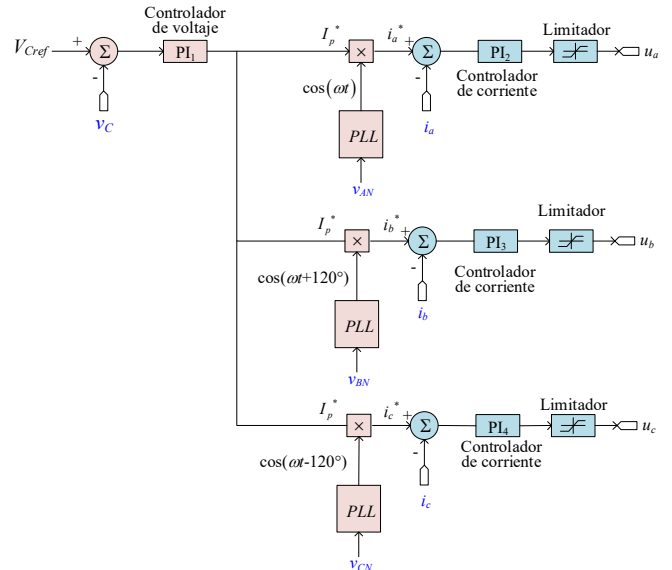 Controlador
de voltaje
V_Cref + Σ PI₁ I_p* × i_a* + Σ PI₂ Limitador u_a
- -
v_C cos(ωt) i_a Controlador
de corriente
PLL
v_AN
I_p* × i_b* + Σ PI₃ Limitador u_b
-
cos(ωt+120°) i_b Controlador
de corriente
PLL
v_BN
I_p* × i_c* + Σ PI₄ Limitador u_c
-
cos(ωt-120°) i_c Controlador
de corriente
PLL
v_CN